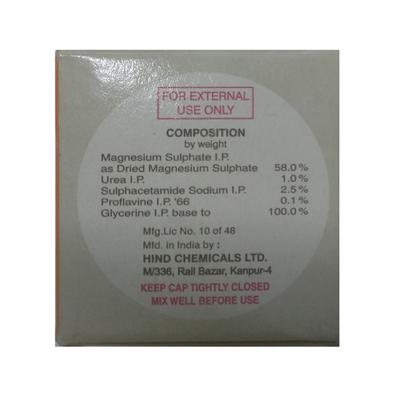 FOR EXTERNAL
USE ONLY
COMPOSITION
by weight
Magnesium Sulphate I.P.
as Dried Magnesium Sulphate 58.0%
Urea I.P. 1.0%
Sulphacetamide Sodium I.P. 2.5%
Proflavine I.P. '66 0.1%
Glycerine I.P. base to 100.0%
Mfg.Lic No. 10 of 48
Mfd. in India by :
HIND CHEMICALS LTD.
M/336, Rail Bazar, Kanpur-4
KEEP CAP TIGHTLY CLOSED
MIX WELL BEFORE USE